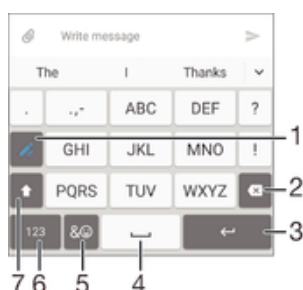 Write message
The I Thanks
. .,- ABC DEF ?
GHI JKL MNO ! 1
PQRS TUV WXYZ 2
123 &☺ 3
7 6 5 4